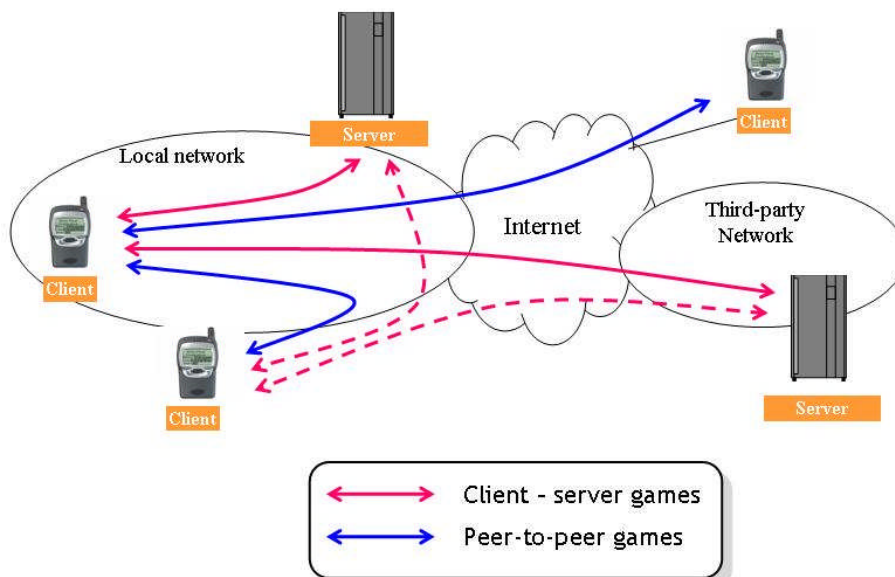 Server
Client
Local network
Internet
Third-party
Network
Client
Client
Server
Client - server games
Peer-to-peer games